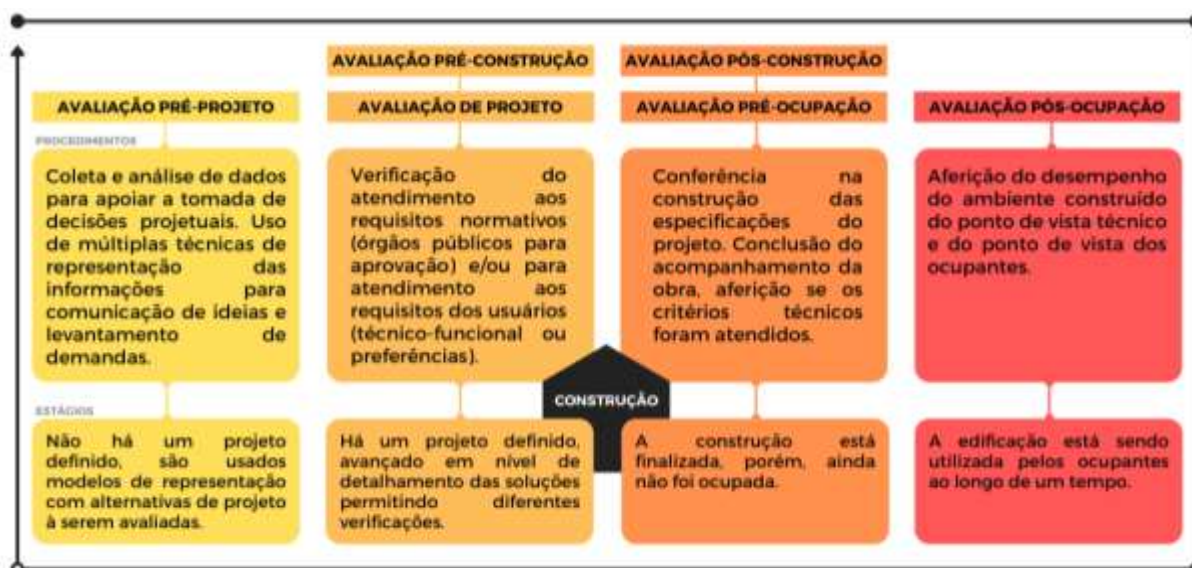 AVALIAÇÃO PRÉ-CONSTRUÇÃO
AVALIAÇÃO PÓS-CONSTRUÇÃO
AVALIAÇÃO PRÉ-PROJETO
AVALIAÇÃO DE PROJETO
AVALIAÇÃO PRÉ-OCUPAÇÃO
AVALIAÇÃO PÓS-OCUPAÇÃO
PROCEDIMENTOS
Coleta e análise de dados
para apoiar a tomada de
decisões projetuais. Uso
de múltiplas técnicas de
representação das
informações para
comunicação de ideias e
levantamento de
demandas.
Verificação do
atendimento aos
requisitos normativos
(órgãos públicos para
aprovação) e/ou para
atendimento aos
requisitos dos usuários
(técnico-funcional ou
preferências).
Conferência na
construção das
especificações do
projeto. Conclusão do
acompanhamento da
obra, aferição se os
critérios técnicos
foram atendidos.
Aferição do desempenho
do ambiente construído
do ponto de vista técnico
e do ponto de vista dos
ocupantes.
CONSTRUÇÃO
ESTÁGIOS
Não há um projeto
definido, são usados
modelos de representação
com alternativas de projeto
à serem avaliadas.
Há um projeto definido,
avançado em nível de
detalhamento das soluções
permitindo diferentes
verificações.
A construção está
finalizada, porém, ainda
não foi ocupada.
A edificação está sendo
utilizada pelos ocupantes
ao longo de um tempo.